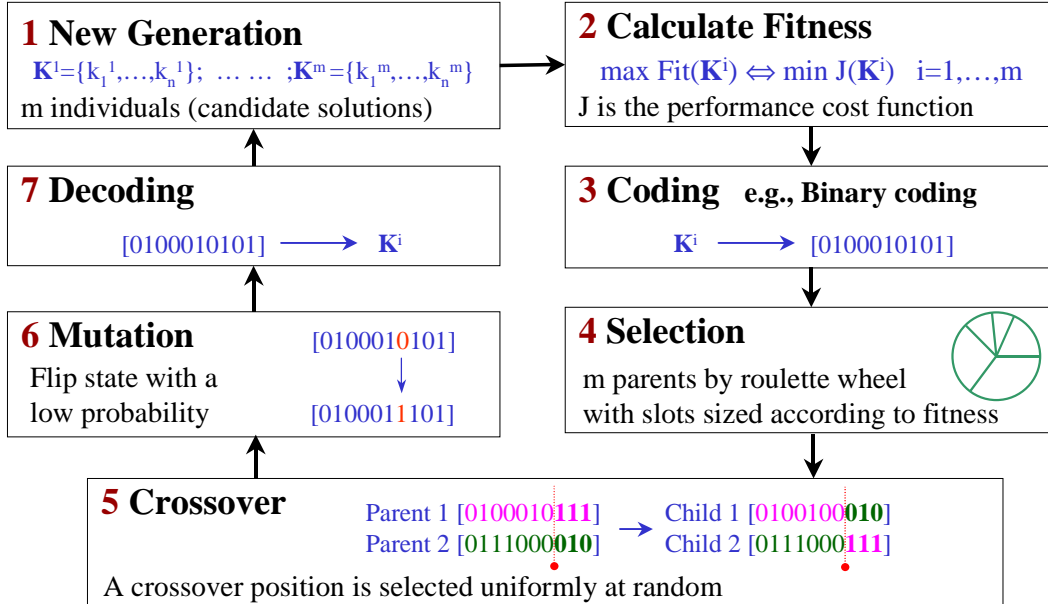 1 New Generation
K¹={k₁¹,…,kₙ¹}; … … ;Kᵐ={k₁ᵐ,…,kₙᵐ}
m individuals (candidate solutions)
2 Calculate Fitness
max Fit(Kⁱ) ⇔ min J(Kⁱ) i=1,…,m
J is the performance cost function
3 Coding e.g., Binary coding
Kⁱ [0100010101]
4 Selection
m parents by roulette wheel
with slots sized according to fitness
5 Crossover
Parent 1 [0100010111]
Parent 2 [0111000010]
Child 1 [0100100010]
Child 2 [0111000111]
A crossover position is selected uniformly at random
6 Mutation
[0100010101]
Flip state with a
low probability
[0100011101]
7 Decoding
[0100010101] Kⁱ